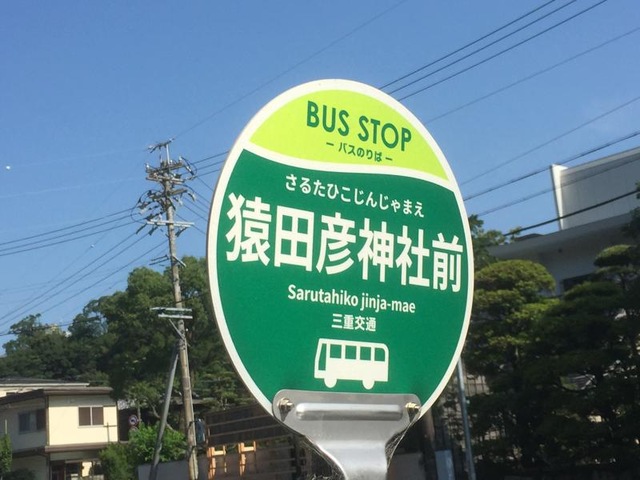 BUS STOP
ー バスのりば ー
さるたひこじんじゃまえ
猿田彦神社前
Sarutahiko jinja-mae
三重交通